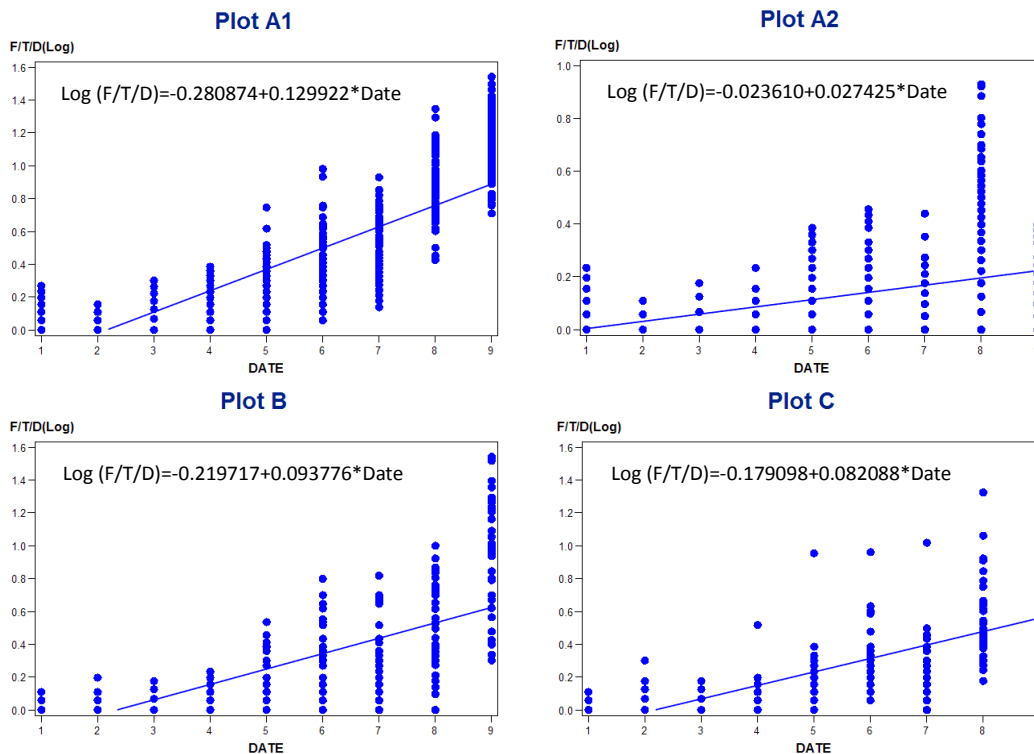 Plot A1
F/T/D(Log)
Log (F/T/D)=-0.280874+0.129922*Date
1.6
1.4
1.2
1.0
0.8
0.6
0.4
0.2
0.0
1 2 3 4 5 6 7 8 9
DATE
Plot A2
F/T/D(Log)
Log (F/T/D)=-0.023610+0.027425*Date
1.0
0.8
0.6
0.4
0.2
0.0
1 2 3 4 5 6 7 8
DATE
Plot B
F/T/D(Log)
Log (F/T/D)=-0.219717+0.093776*Date
1.6
1.4
1.2
1.0
0.8
0.6
0.4
0.2
0.0
1 2 3 4 5 6 7 8 9
DATE
Plot C
F/T/D(Log)
Log (F/T/D)=-0.179098+0.082088*Date
1.6
1.4
1.2
1.0
0.8
0.6
0.4
0.2
0.0
1 2 3 4 5 6 7 8
DATE